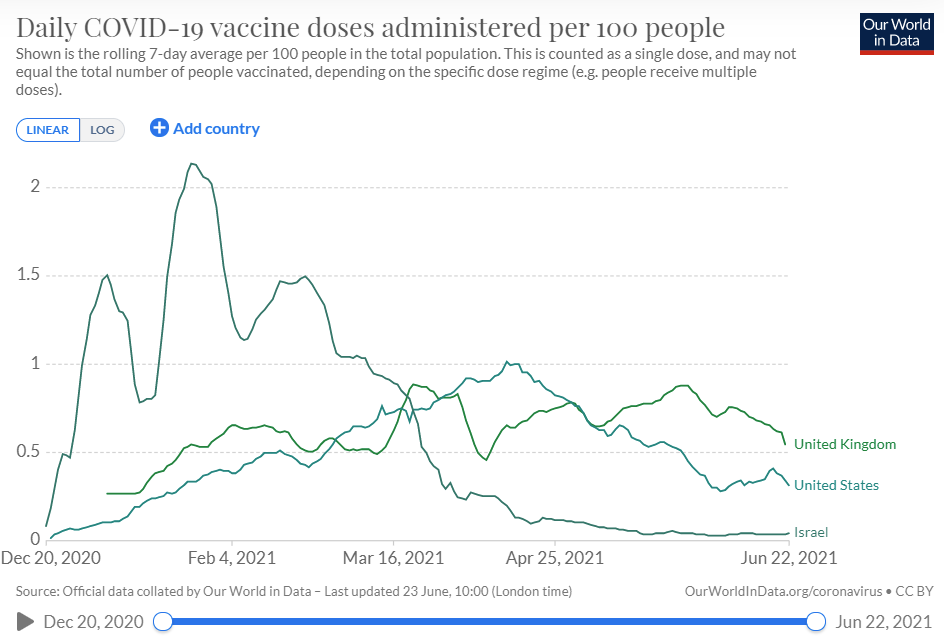 Daily COVID-19 vaccine doses administered per 100 people
Our World
in Data
Shown is the rolling 7-day average per 100 people in the total population. This is counted as a single dose, and may not
equal the total number of people vaccinated, depending on the specific dose regime (e.g. people receive multiple
doses).
LINEAR LOG Add country
2
1.5
1
0.5
0
United Kingdom
United States
Israel
Dec 20, 2020 Feb 4, 2021 Mar 16, 2021 Apr 25, 2021 Jun 22, 2021
Source: Official data collated by Our World in Data – Last updated 23 June, 10:00 (London time) OurWorldInData.org/coronavirus • CC BY
Dec 20, 2020 Jun 22, 2021